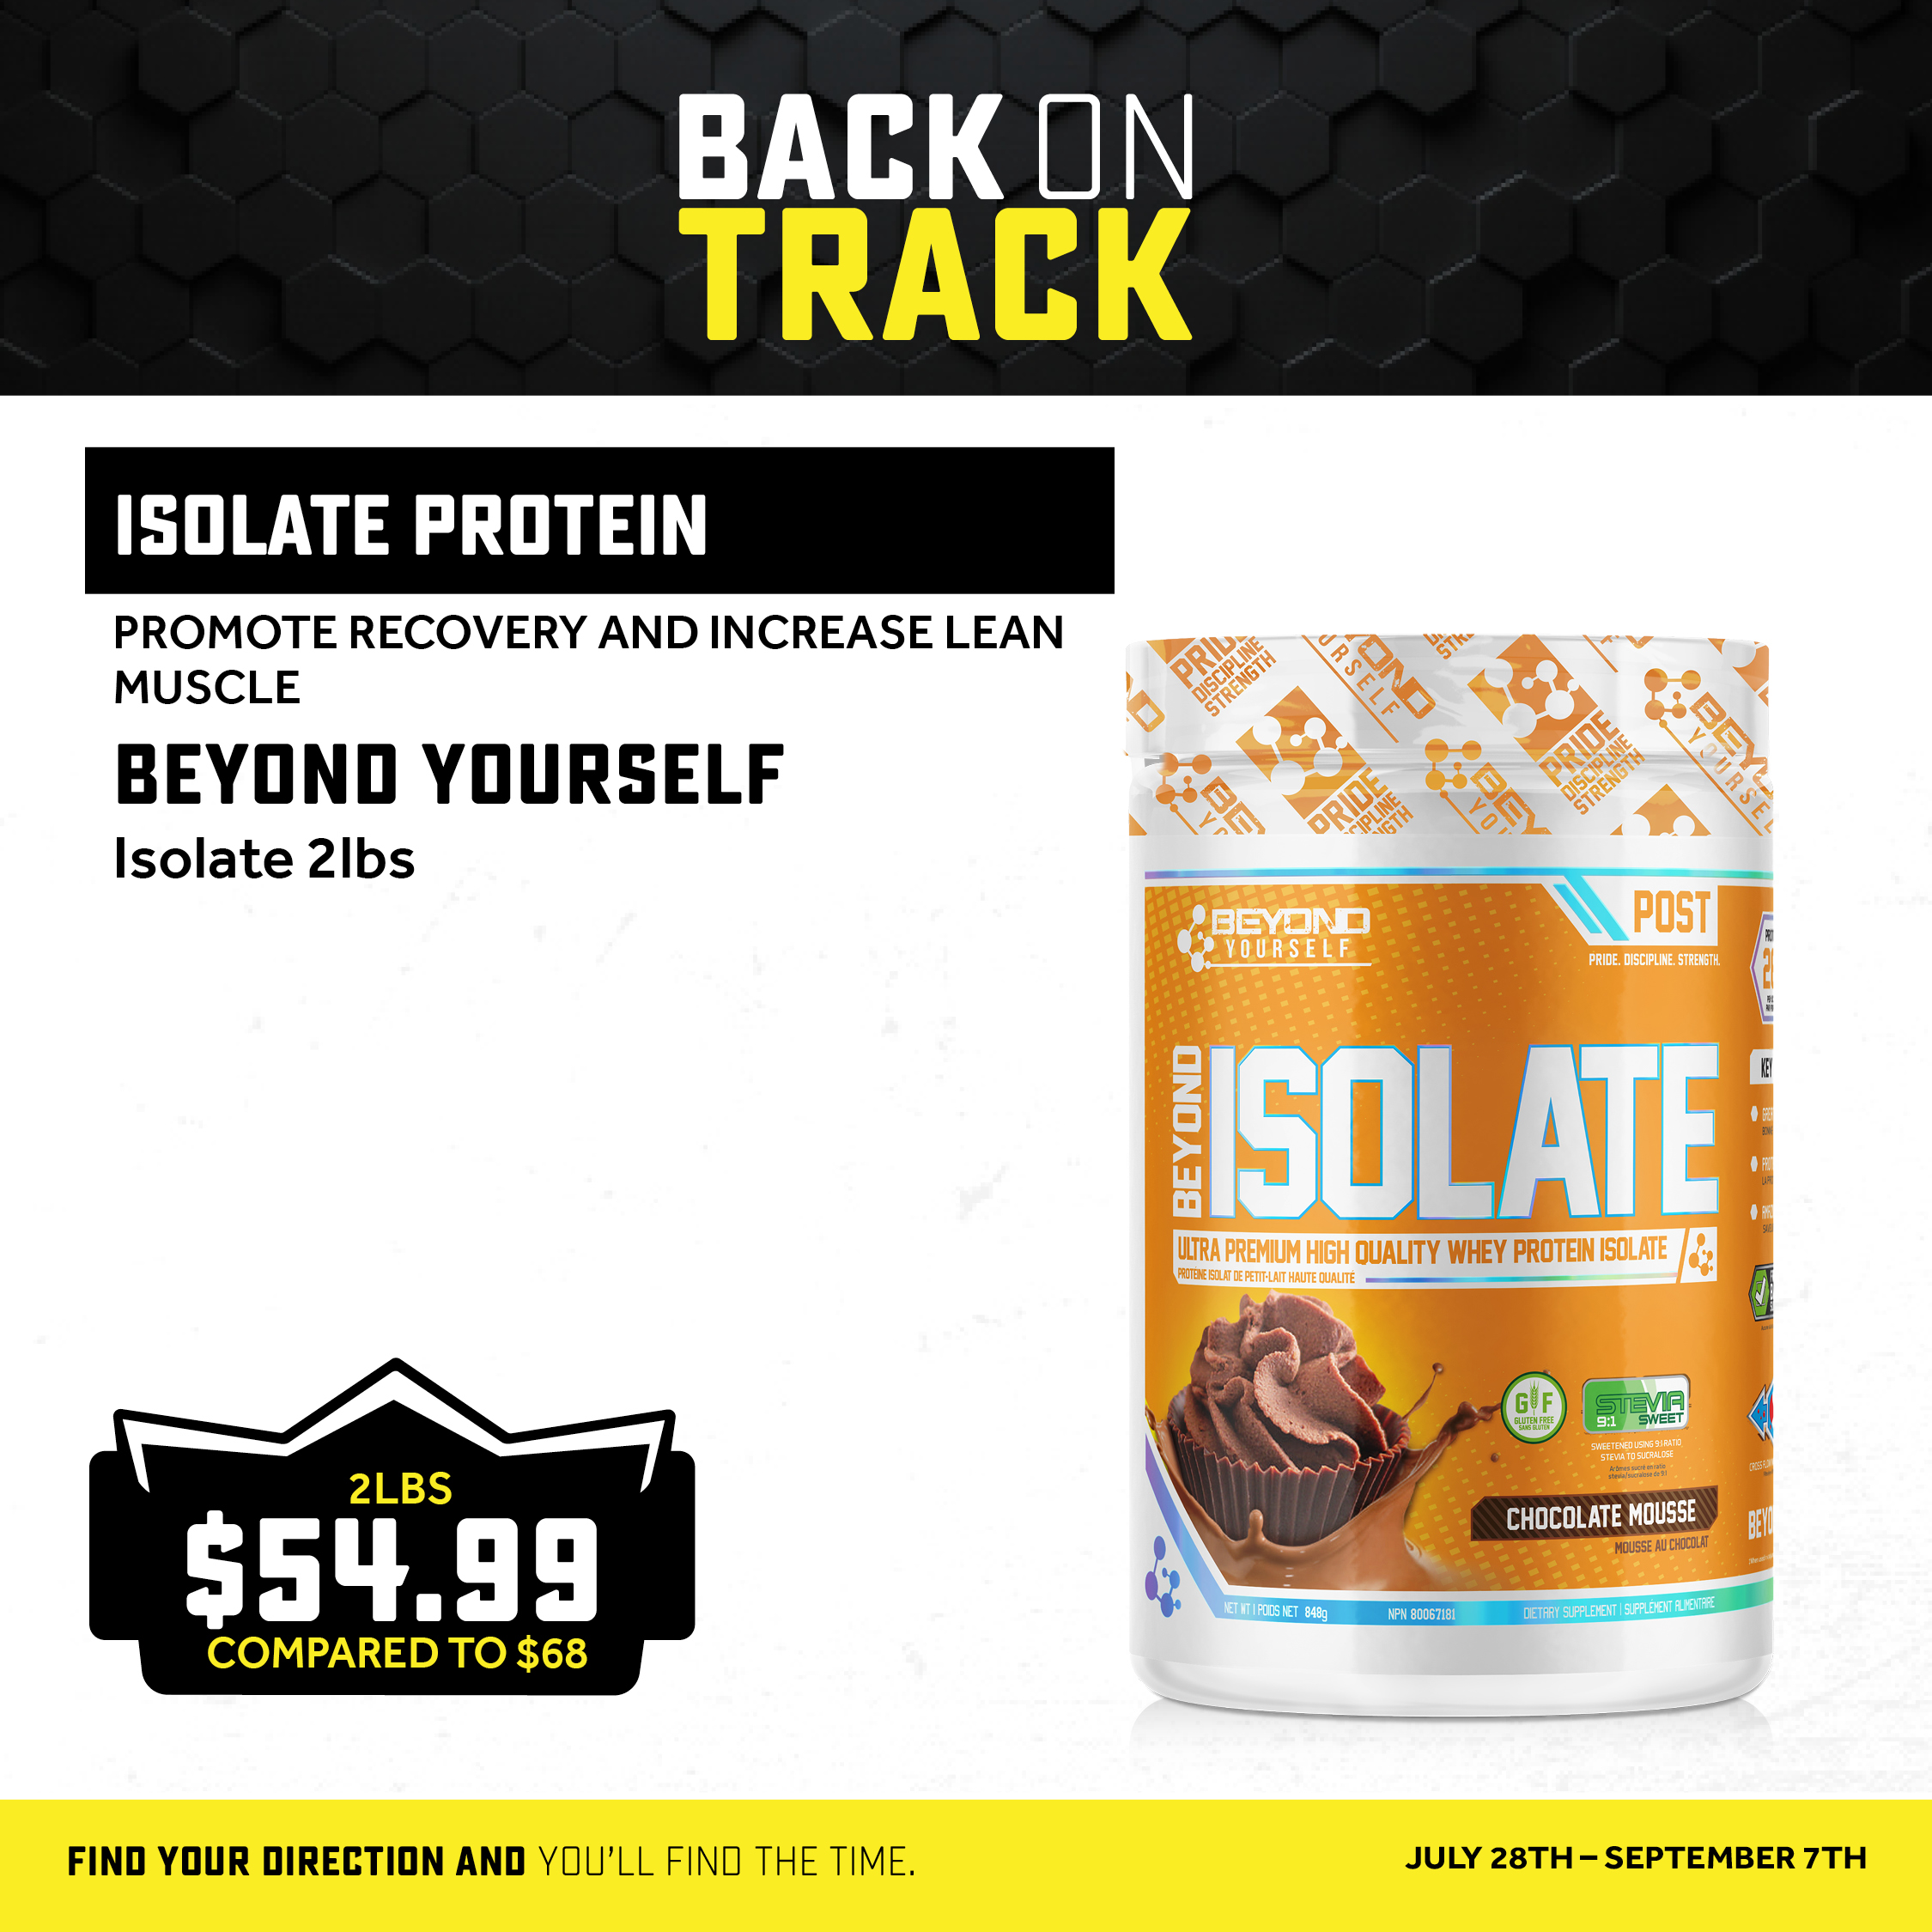 BACK ON
TRACK
ISOLATE PROTEIN
PROMOTE RECOVERY AND INCREASE LEAN
MUSCLE
BEYOND YOURSELF
Isolate 2lbs
2LBS
$54.99
COMPARED TO $68
PRIDE
DISCIPLINE
STRENGTH
BEYOND
YOURSELF
POST
PRIDE. DISCIPLINE. STRENGTH.
BEYOND
ISOLATE
ULTRA PREMIUM HIGH QUALITY WHEY PROTEIN ISOLATE
PROTÉINE ISOLAT DE PETIT-LAIT HAUTE QUALITÉ
GF
GLUTEN FREE
SANS GLUTEN
STEVIA
9:1 SWEET
SWEETENED USING 9:1 RATIO
STEVIA TO SUCRALOSE
CHOCOLATE MOUSSE
MOUSSE AU CHOCOLAT
NET WT | POIDS NET 848g
NPN 80067181
DIETARY SUPPLEMENT | SUPPLÉMENT ALIMENTAIRE
FIND YOUR DIRECTION AND YOU'LL FIND THE TIME.
JULY 28TH – SEPTEMBER 7TH